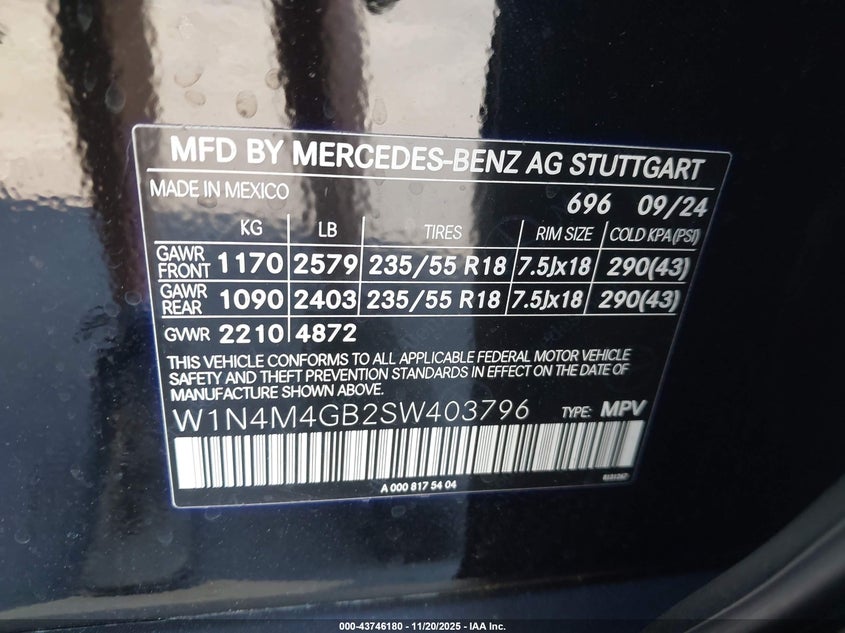 MFD BY MERCEDES-BENZ AG STUTTGART
MADE IN MEXICO 696 09/24
KG LB TIRES RIM SIZE COLD KPA(PSI)
GAWR FRONT 1170 2579 235/55 R18 7.5Jx18 290(43)
GAWR REAR 1090 2403 235/55 R18 7.5Jx18 290(43)
GVWR 2210 4872
THIS VEHICLE CONFORMS TO ALL APPLICABLE FEDERAL MOTOR VEHICLE
SAFETY AND THEFT PREVENTION STANDARDS IN EFFECT ON THE DATE OF
MANUFACTURE SHOWN ABOVE.
W1N4M4GB2SW403796 TYPE: MPV
A 000 817 54 04
000-43746180 - 11/20/2025 - IAA Inc.